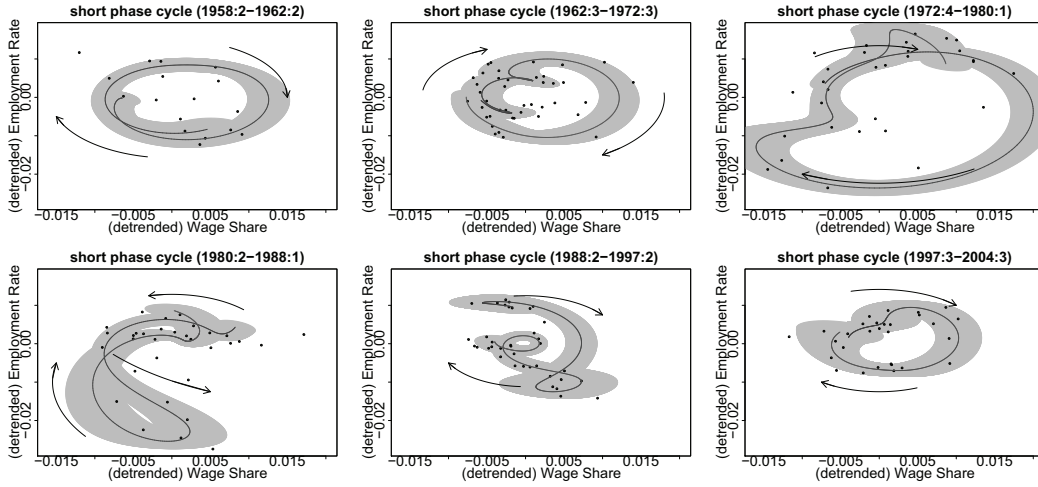 short phase cycle (1958:2−1962:2)
(detrended) Employment Rate
0.00
−0.02
−0.015
−0.005
0.005
0.015
(detrended) Wage Share
short phase cycle (1962:3−1972:3)
(detrended) Employment Rate
0.00
−0.02
−0.015
−0.005
0.005
0.015
(detrended) Wage Share
short phase cycle (1972:4−1980:1)
(detrended) Employment Rate
0.00
−0.02
−0.015
−0.005
0.005
0.015
(detrended) Wage Share
short phase cycle (1980:2−1988:1)
(detrended) Employment Rate
0.00
−0.02
−0.015
−0.005
0.005
0.015
(detrended) Wage Share
short phase cycle (1988:2−1997:2)
(detrended) Employment Rate
0.00
−0.02
−0.015
−0.005
0.005
0.015
(detrended) Wage Share
short phase cycle (1997:3−2004:3)
(detrended) Employment Rate
0.00
−0.02
−0.015
−0.005
0.005
0.015
(detrended) Wage Share